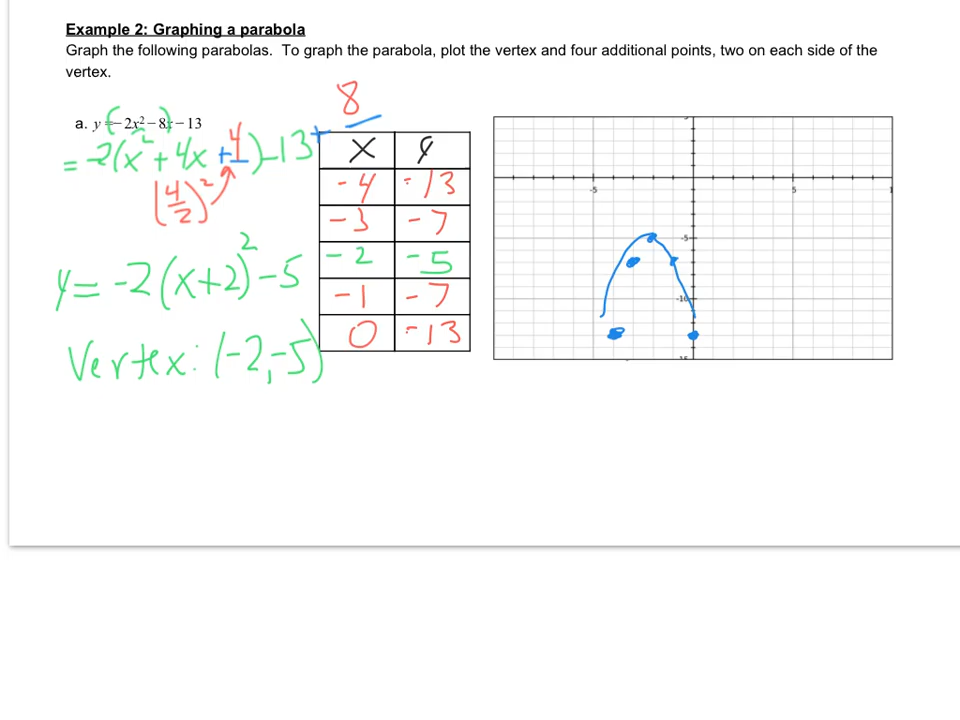 Example 2: Graphing a parabola
Graph the following parabolas. To graph the parabola, plot the vertex and four additional points, two on each side of the
vertex.
a. y = −2x² − 8x − 13
= -2(x² + 4x + 4) - 13 + 8
(4/2)²
y = -2(x+2)² - 5
Vertex: (-2, -5)
x y
-4 -13
-3 -7
-2 -5
-1 -7
0 -13
-5 5
-5
-10